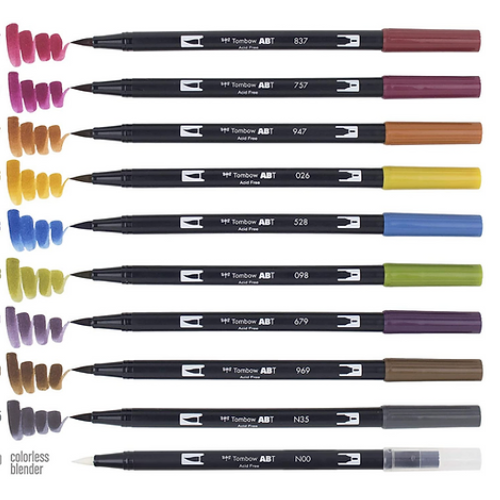 Tombow ABT 837
Acid Free
Tombow ABT 757
Acid Free
Tombow ABT 947
Acid Free
Tombow ABT 026
Acid Free
Tombow ABT 528
Acid Free
Tombow ABT 098
Acid Free
Tombow ABT 679
Acid Free
Tombow ABT 969
Acid Free
Tombow ABT N35
Acid Free
Tombow ABT N00
Acid Free
colorless
blender